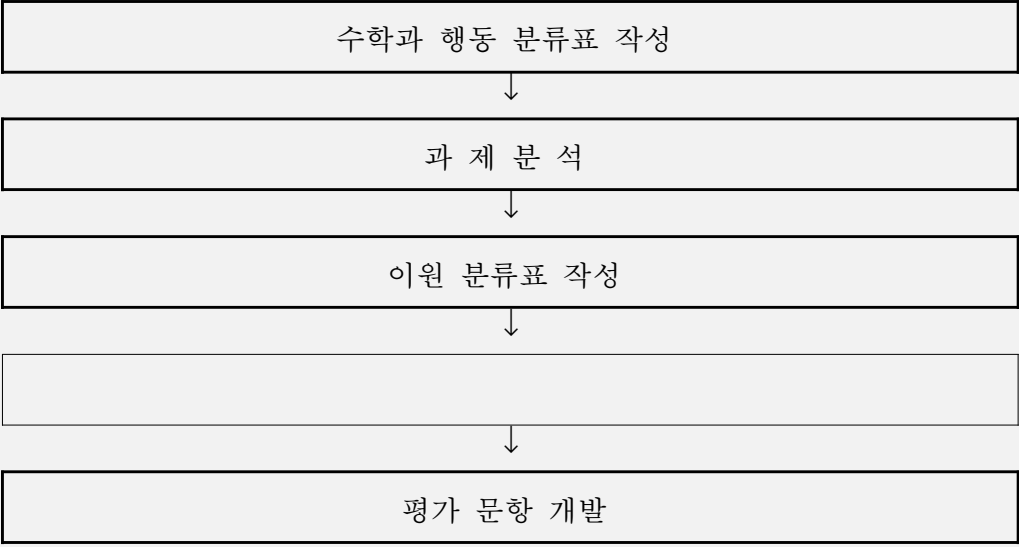 수학과 행동 분류표 작성
↓
과 제 분 석
↓
이원 분류표 작성
↓
↓
평가 문항 개발